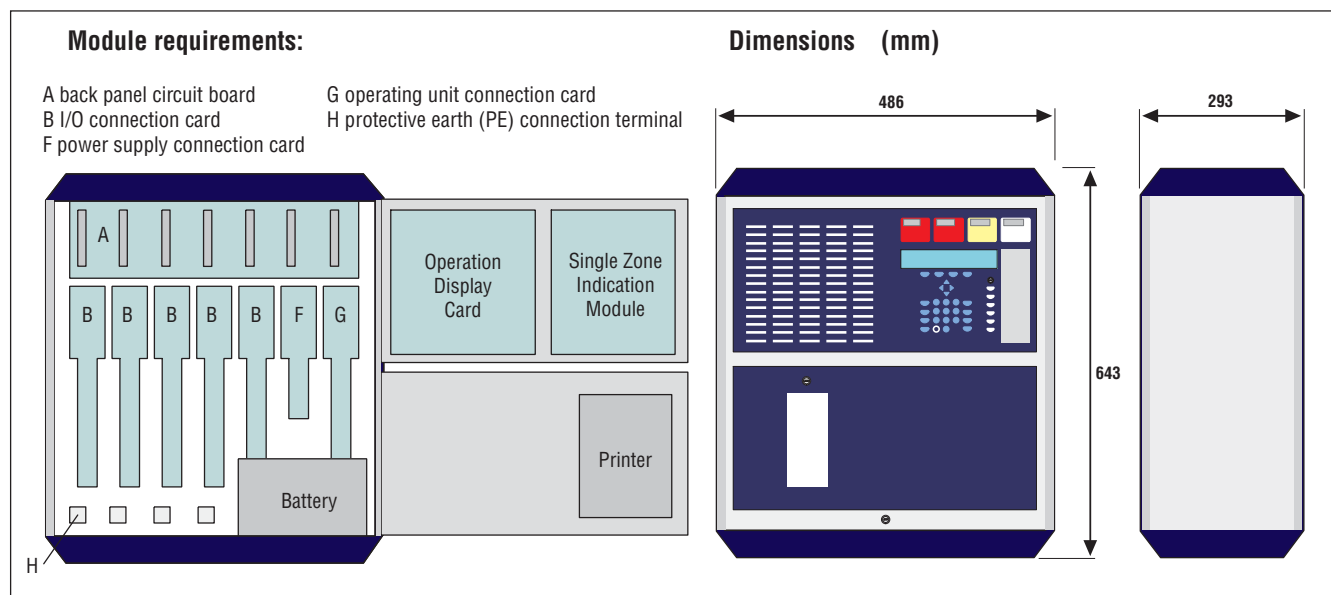 Module requirements:
A back panel circuit board
B I/O connection card
F power supply connection card
G operating unit connection card
H protective earth (PE) connection terminal
A
B B B B B F G
Operation
Display
Card
Single Zone
Indication
Module
Battery
Printer
H
Dimensions (mm)
486
293
643